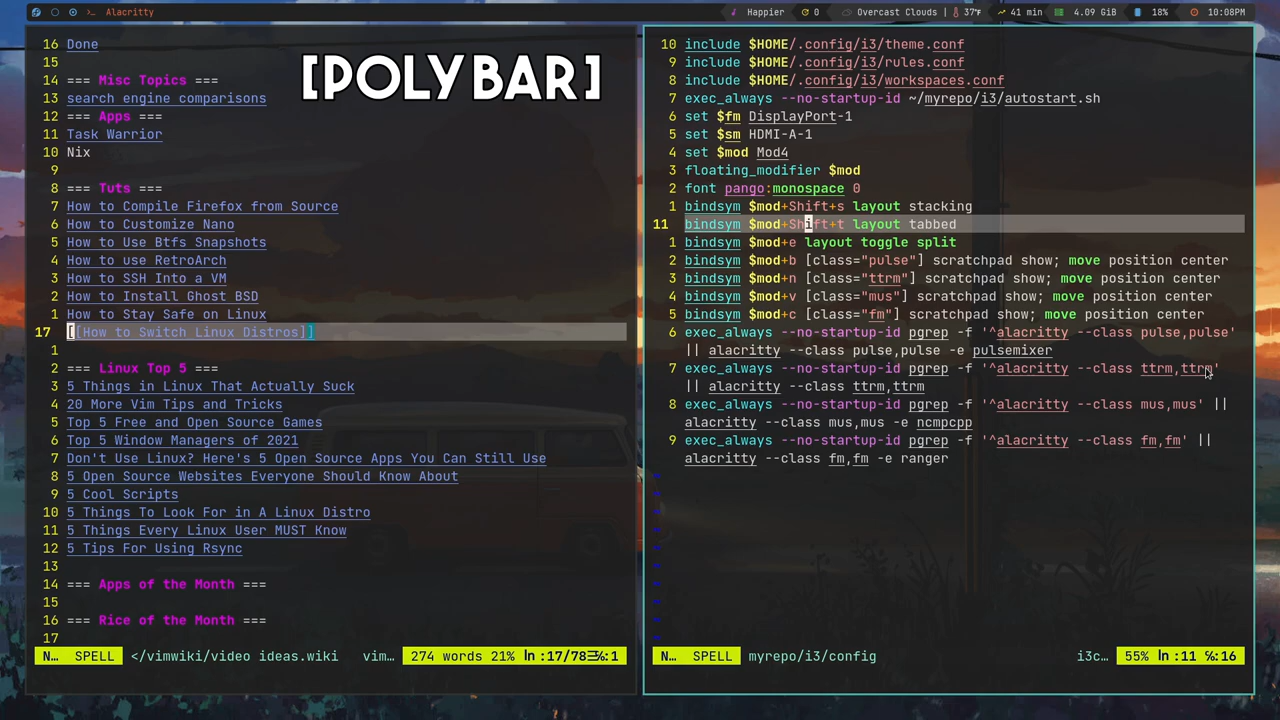 Alacritty
Happier
0
Overcast Clouds | 37°F
41 min
4.09 GiB
18%
10:08PM
[POLYBAR]
16 Done
15
14 === Misc Topics ===
13 search engine comparisons
12 === Apps ===
11 Task Warrior
10 Nix
9
8 === Tuts ===
7 How to Compile Firefox from Source
6 How to Customize Nano
5 How to Use Btfs Snapshots
4 How to use RetroArch
3 How to SSH Into a VM
2 How to Install Ghost BSD
1 How to Stay Safe on Linux
17 [[How to Switch Linux Distros]]
1
2 === Linux Top 5 ===
3 5 Things in Linux That Actually Suck
4 20 More Vim Tips and Tricks
5 Top 5 Free and Open Source Games
6 Top 5 Window Managers of 2021
7 Don't Use Linux? Here's 5 Open Source Apps You Can Still Use
8 5 Open Source Websites Everyone Should Know About
9 5 Cool Scripts
10 5 Things To Look For in A Linux Distro
11 5 Things Every Linux User MUST Know
12 5 Tips For Using Rsync
13
14 === Apps of the Month ===
15
16 === Rice of the Month ===
17
N… SPELL </vimwiki/video ideas.wiki vim… 274 words 21% ln :17/78☰℅:1
10 include $HOME/.config/i3/theme.conf
9 include $HOME/.config/i3/rules.conf
8 include $HOME/.config/i3/workspaces.conf
7 exec_always --no-startup-id ~/myrepo/i3/autostart.sh
6 set $fm DisplayPort-1
5 set $sm HDMI-A-1
4 set $mod Mod4
3 floating_modifier $mod
2 font pango:monospace 0
1 bindsym $mod+Shift+s layout stacking
11 bindsym $mod+Shift+t layout tabbed
1 bindsym $mod+e layout toggle split
2 bindsym $mod+b [class="pulse"] scratchpad show; move position center
3 bindsym $mod+n [class="ttrm"] scratchpad show; move position center
4 bindsym $mod+v [class="mus"] scratchpad show; move position center
5 bindsym $mod+c [class="fm"] scratchpad show; move position center
6 exec_always --no-startup-id pgrep -f '^alacritty --class pulse,pulse'
|| alacritty --class pulse,pulse -e pulsemixer
7 exec_always --no-startup-id pgrep -f '^alacritty --class ttrm,ttrm'
|| alacritty --class ttrm,ttrm
8 exec_always --no-startup-id pgrep -f '^alacritty --class mus,mus' ||
alacritty --class mus,mus -e ncmpcpp
9 exec_always --no-startup-id pgrep -f '^alacritty --class fm,fm' ||
alacritty --class fm,fm -e ranger
~
~
~
~
~
~
~
~
~
~
N… SPELL myrepo/i3/config i3c… 55% ln :11 ℅:16